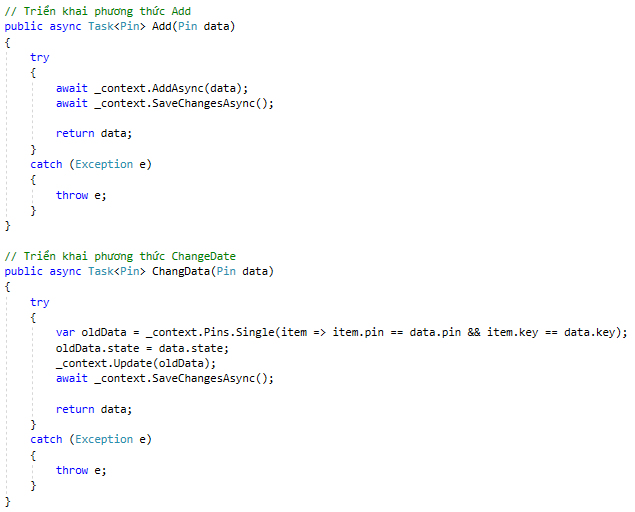 // Triển khai phương thức Add
public async Task<Pin> Add(Pin data)
{
    try
    {
        await _context.AddAsync(data);
        await _context.SaveChangesAsync();

        return data;
    }
    catch (Exception e)
    {
        throw e;
    }
}

// Triển khai phương thức ChangeDate
public async Task<Pin> ChangData(Pin data)
{
    try
    {
        var oldData = _context.Pins.Single(item => item.pin == data.pin && item.key == data.key);
        oldData.state = data.state;
        _context.Update(oldData);
        await _context.SaveChangesAsync();

        return data;
    }
    catch (Exception e)
    {
        throw e;
    }
}